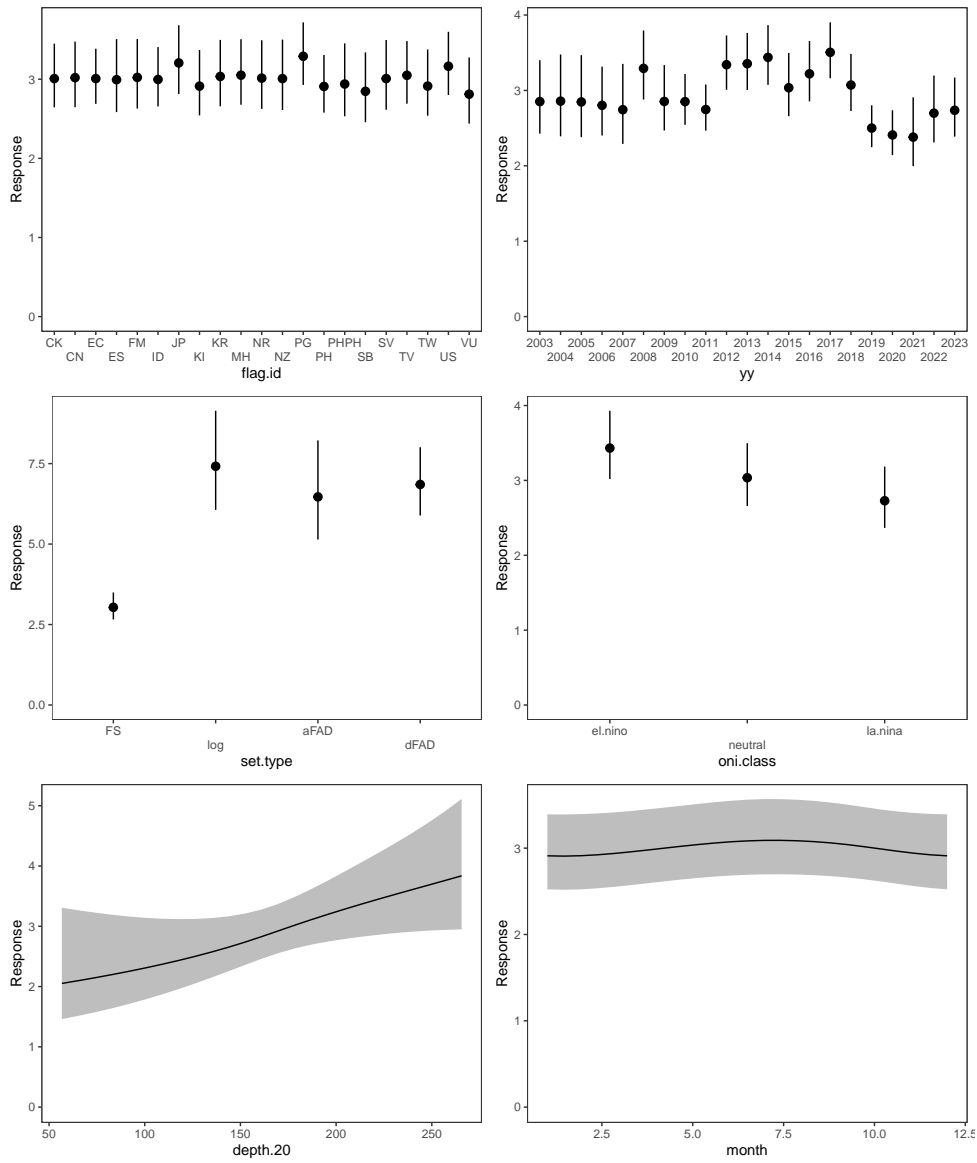 3
2
1
0
Response
CK EC FM JP KR NR PG PHPH SV TW VU
CN ES ID KI MH NZ PH SB TV US
flag.id
4
3
2
1
0
Response
2003 2005 2007 2009 2011 2013 2015 2017 2019 2021 2023
2004 2006 2008 2010 2012 2014 2016 2018 2020 2022
yy
7.5
5.0
2.5
0.0
Response
FS aFAD
log dFAD
set.type
4
3
2
1
0
Response
el.nino la.nina
neutral
oni.class
5
4
3
2
1
0
Response
50 100 150 200 250
depth.20
3
2
1
0
Response
2.5 5.0 7.5 10.0 12.5
month